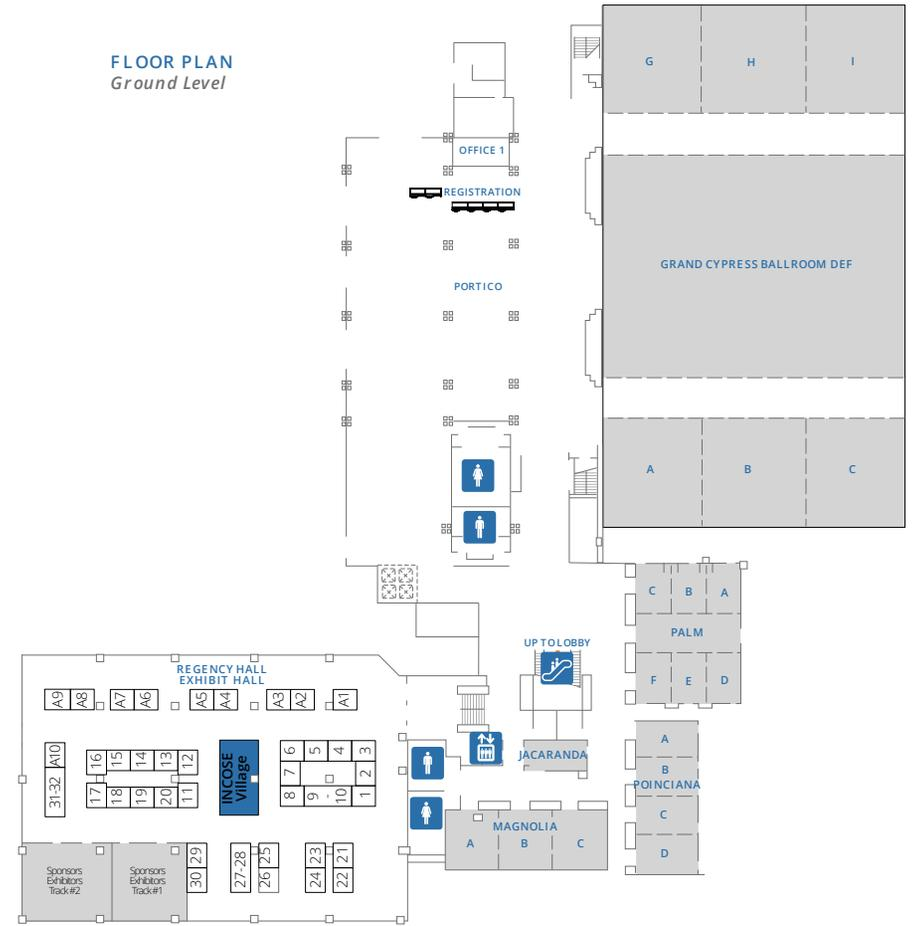 FLOOR PLAN
Ground Level
G
H
I
OFFICE 1
REGISTRATION
GRAND CYPRESS BALLROOM DEF
PORTICO
A
B
C
C
B
A
PALM
F
E
D
UP TO LOBBY
REGENCY HALL
EXHIBIT HALL
A9
A8
A7
A6
A5
A4
A3
A2
A1
JACARANDA
A
B
POINCIANA
C
D
31-32
A10
16
15
14
13
12
17
18
19
20
11
INCOSE
Village
6
5
4
3
7
2
8
9
-
10
1
MAGNOLIA
A
B
C
Sponsors
Exhibitors
Track #2
Sponsors
Exhibitors
Track #1
30
29
27-28
26
25
24
23
22
21